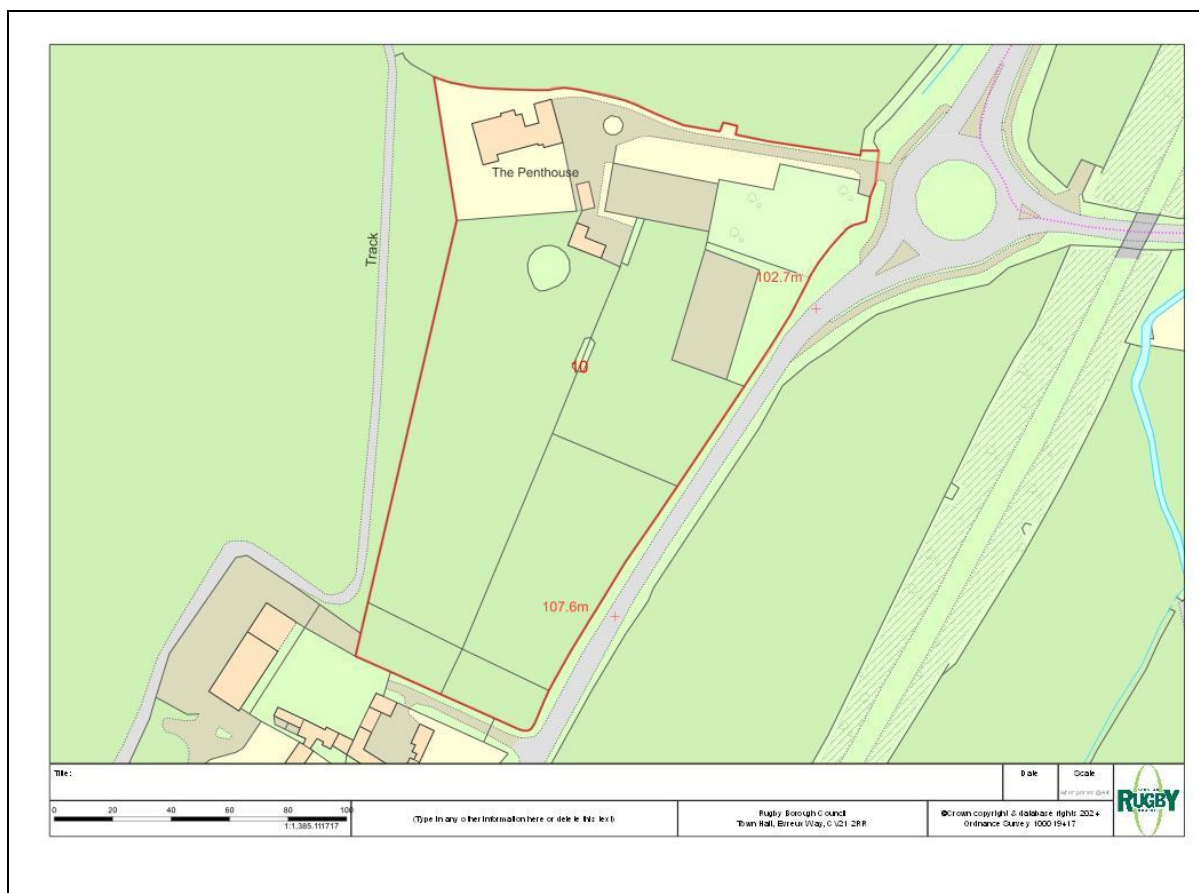 The Penthouse
Track
102.7m
10
107.6m
Title:
Date
Scale
0 20 40 60 80 100
1:1,385.111717
(Type in any other information here or delete this text)
Rugby Borough Council
Town Hall, Evreux Way, CV21 2RR
©Crown copyright & database rights 2024
Ordnance Survey 100019417
RUGBY